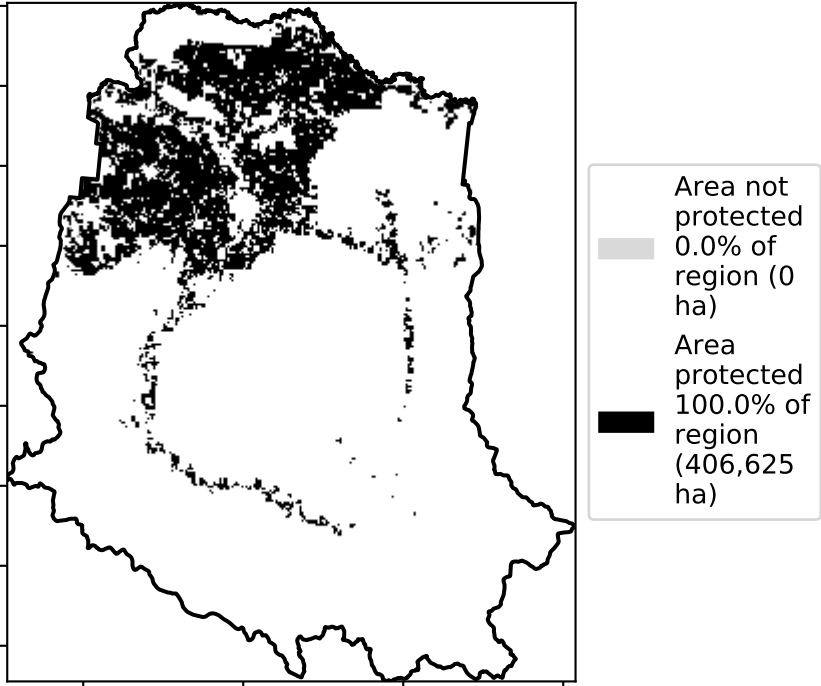 Area not
protected
0.0% of
region (0
ha)
Area
protected
100.0% of
region
(406,625
ha)